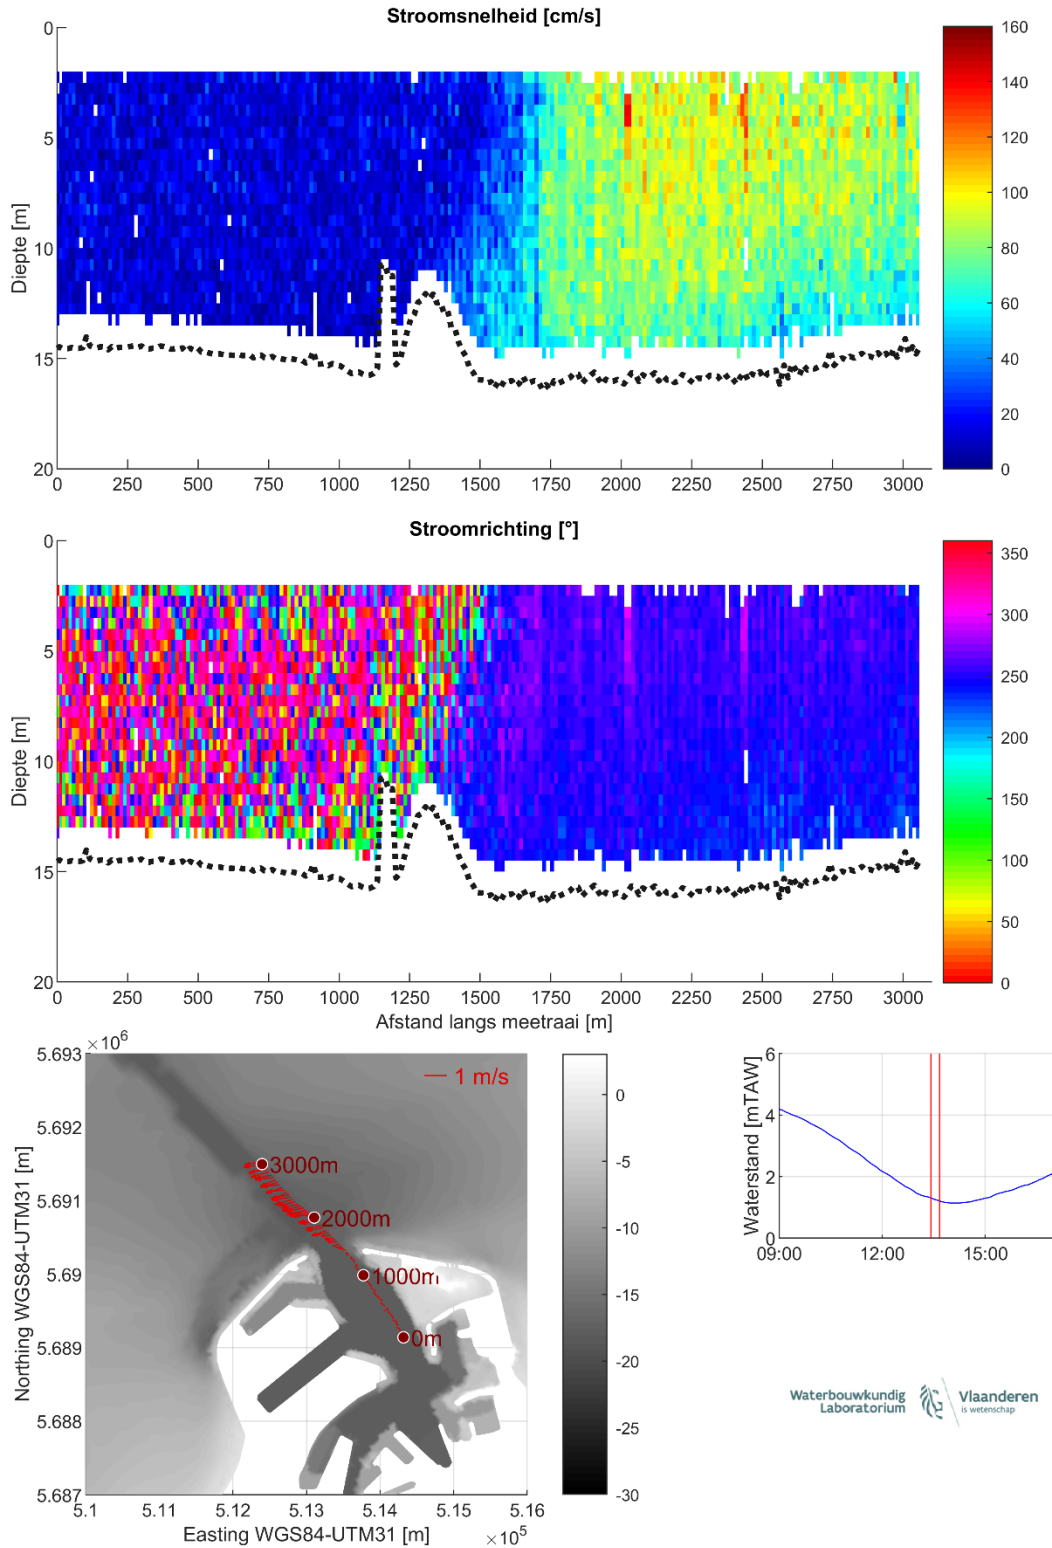 Stroomsnelheid [cm/s]
0
5
10
15
20
Diepte [m]
0 250 500 750 1000 1250 1500 1750 2000 2250 2500 2750 3000
160
140
120
100
80
60
40
20
0
Stroomrichting [°]
0
5
10
15
20
Diepte [m]
0 250 500 750 1000 1250 1500 1750 2000 2250 2500 2750 3000
Afstand langs meetraai [m]
350
300
250
200
150
100
50
0
×10⁶
5.693
5.692
5.691
5.69
5.689
5.688
5.687
Northing WGS84-UTM31 [m]
1 m/s
3000m
2000m
1000m
0m
5.1 5.11 5.12 5.13 5.14 5.15 5.16
Easting WGS84-UTM31 [m]
×10⁵
0
-5
-10
-15
-20
-25
-30
Waterstand [mTAW]
6
4
2
0
09:00 12:00 15:00
Waterbouwkundig
Laboratorium
Vlaanderen
is wetenschap